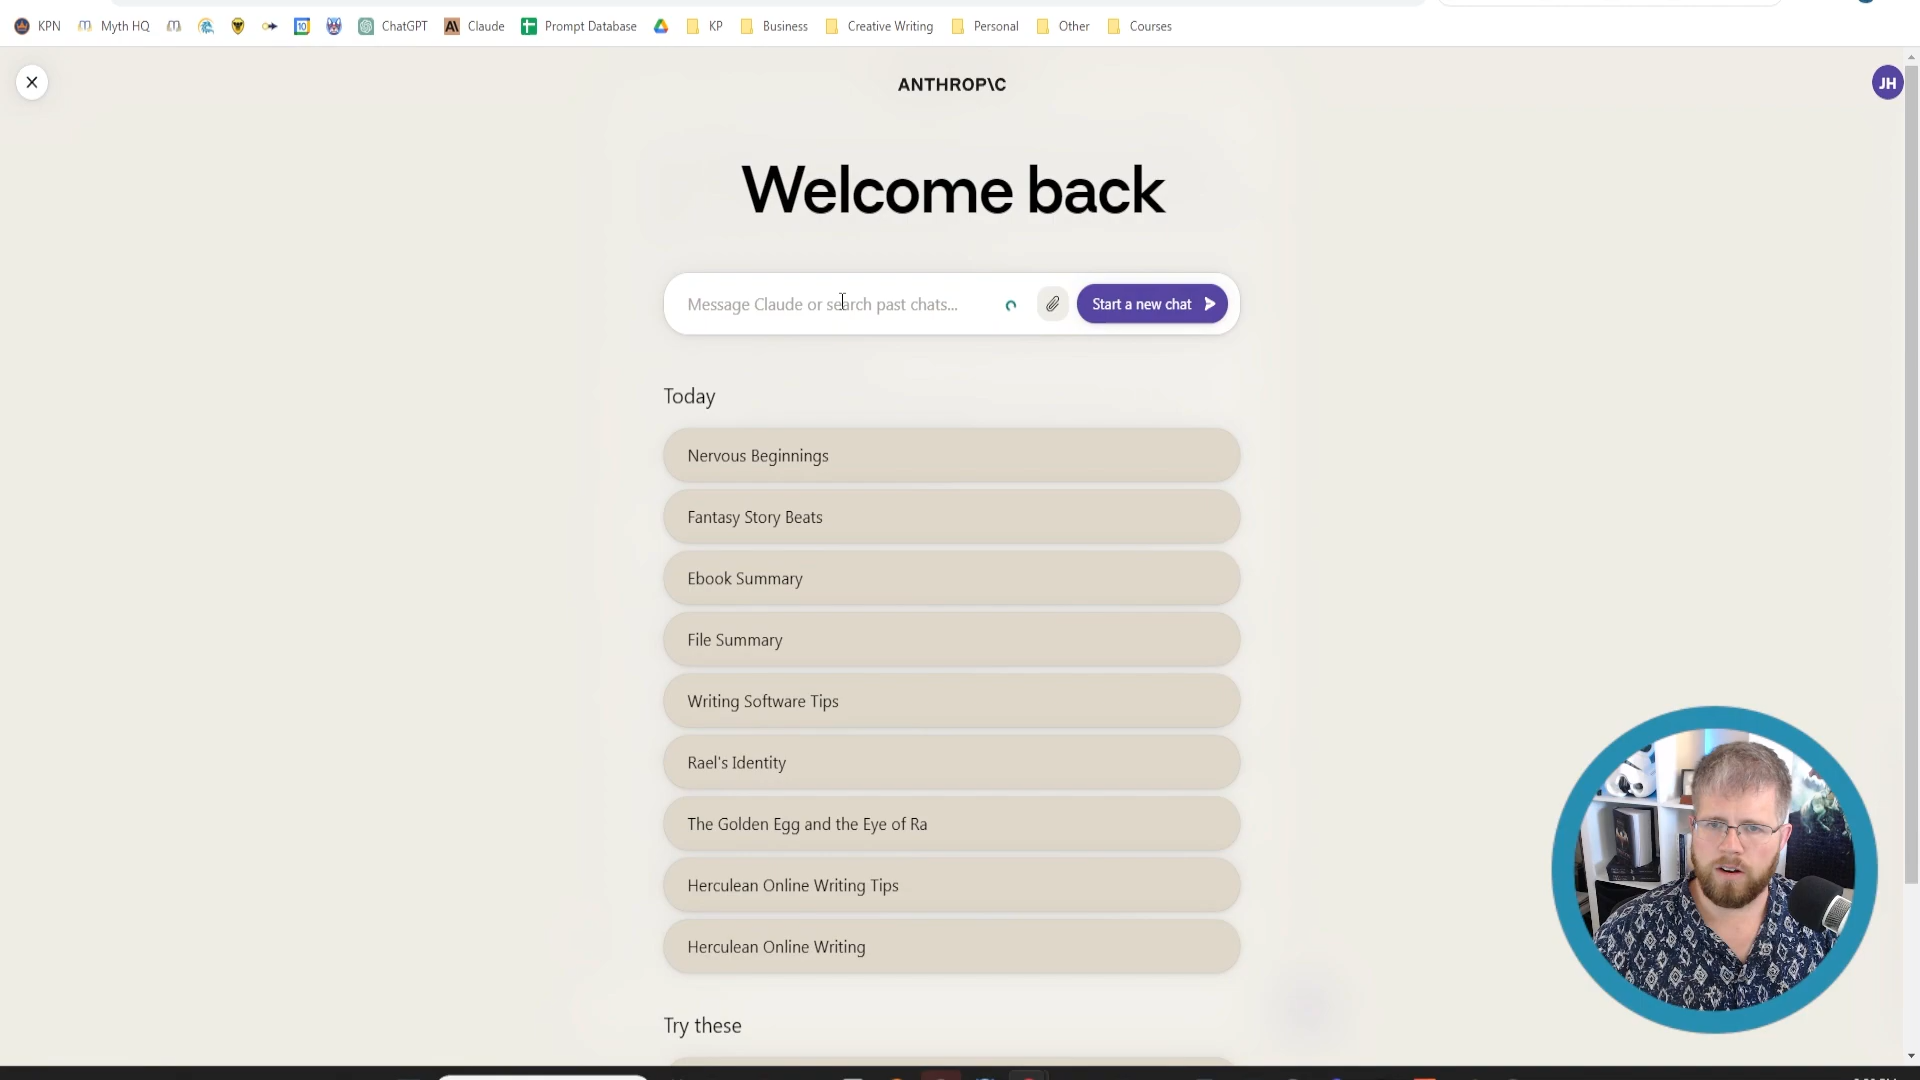 KPN Myth HQ ChatGPT Claude Prompt Database KP Business Creative Writing Personal Other Courses
ANTHROP\C
JH
Welcome back
Message Claude or search past chats... Start a new chat
Today
Nervous Beginnings
Fantasy Story Beats
Ebook Summary
File Summary
Writing Software Tips
Rael's Identity
The Golden Egg and the Eye of Ra
Herculean Online Writing Tips
Herculean Online Writing
Try these